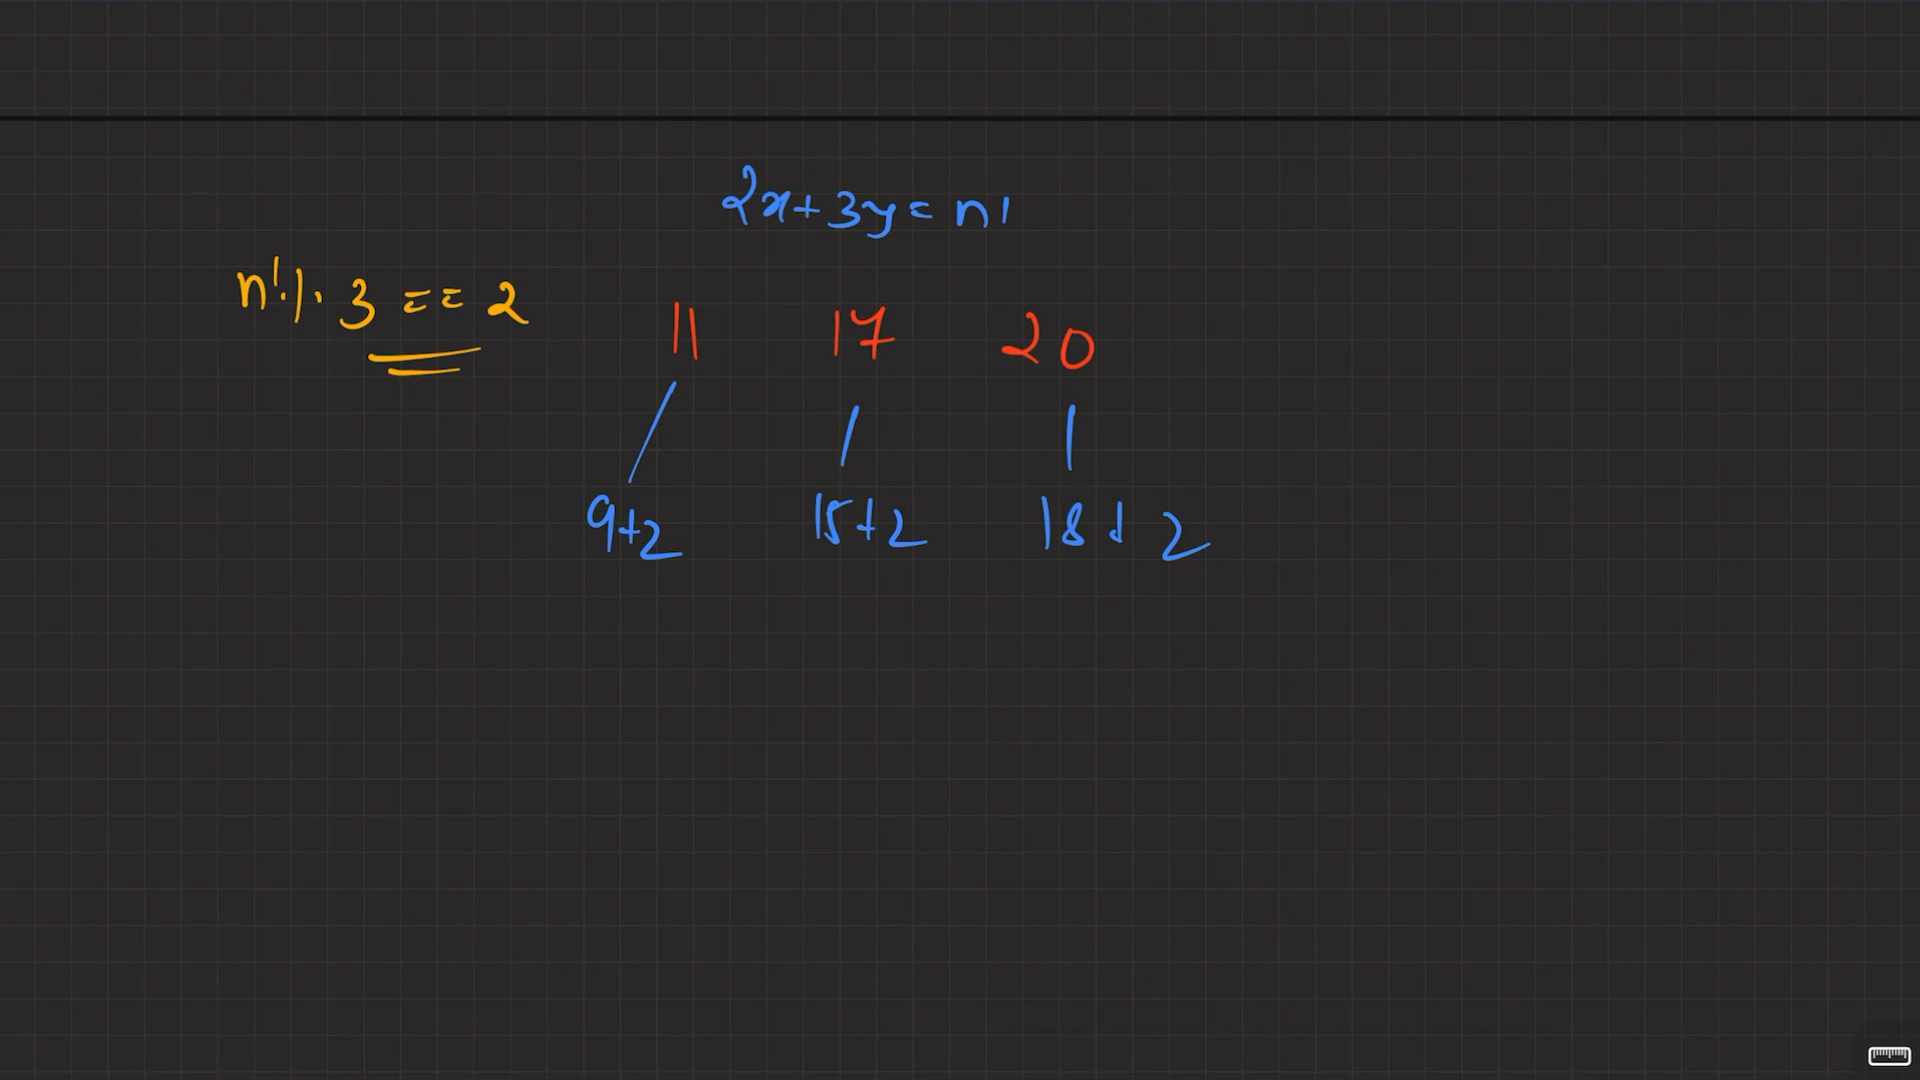 2x+3y = n'
n' % 3 == 2
11 17 20
9+2 15+2 18+2